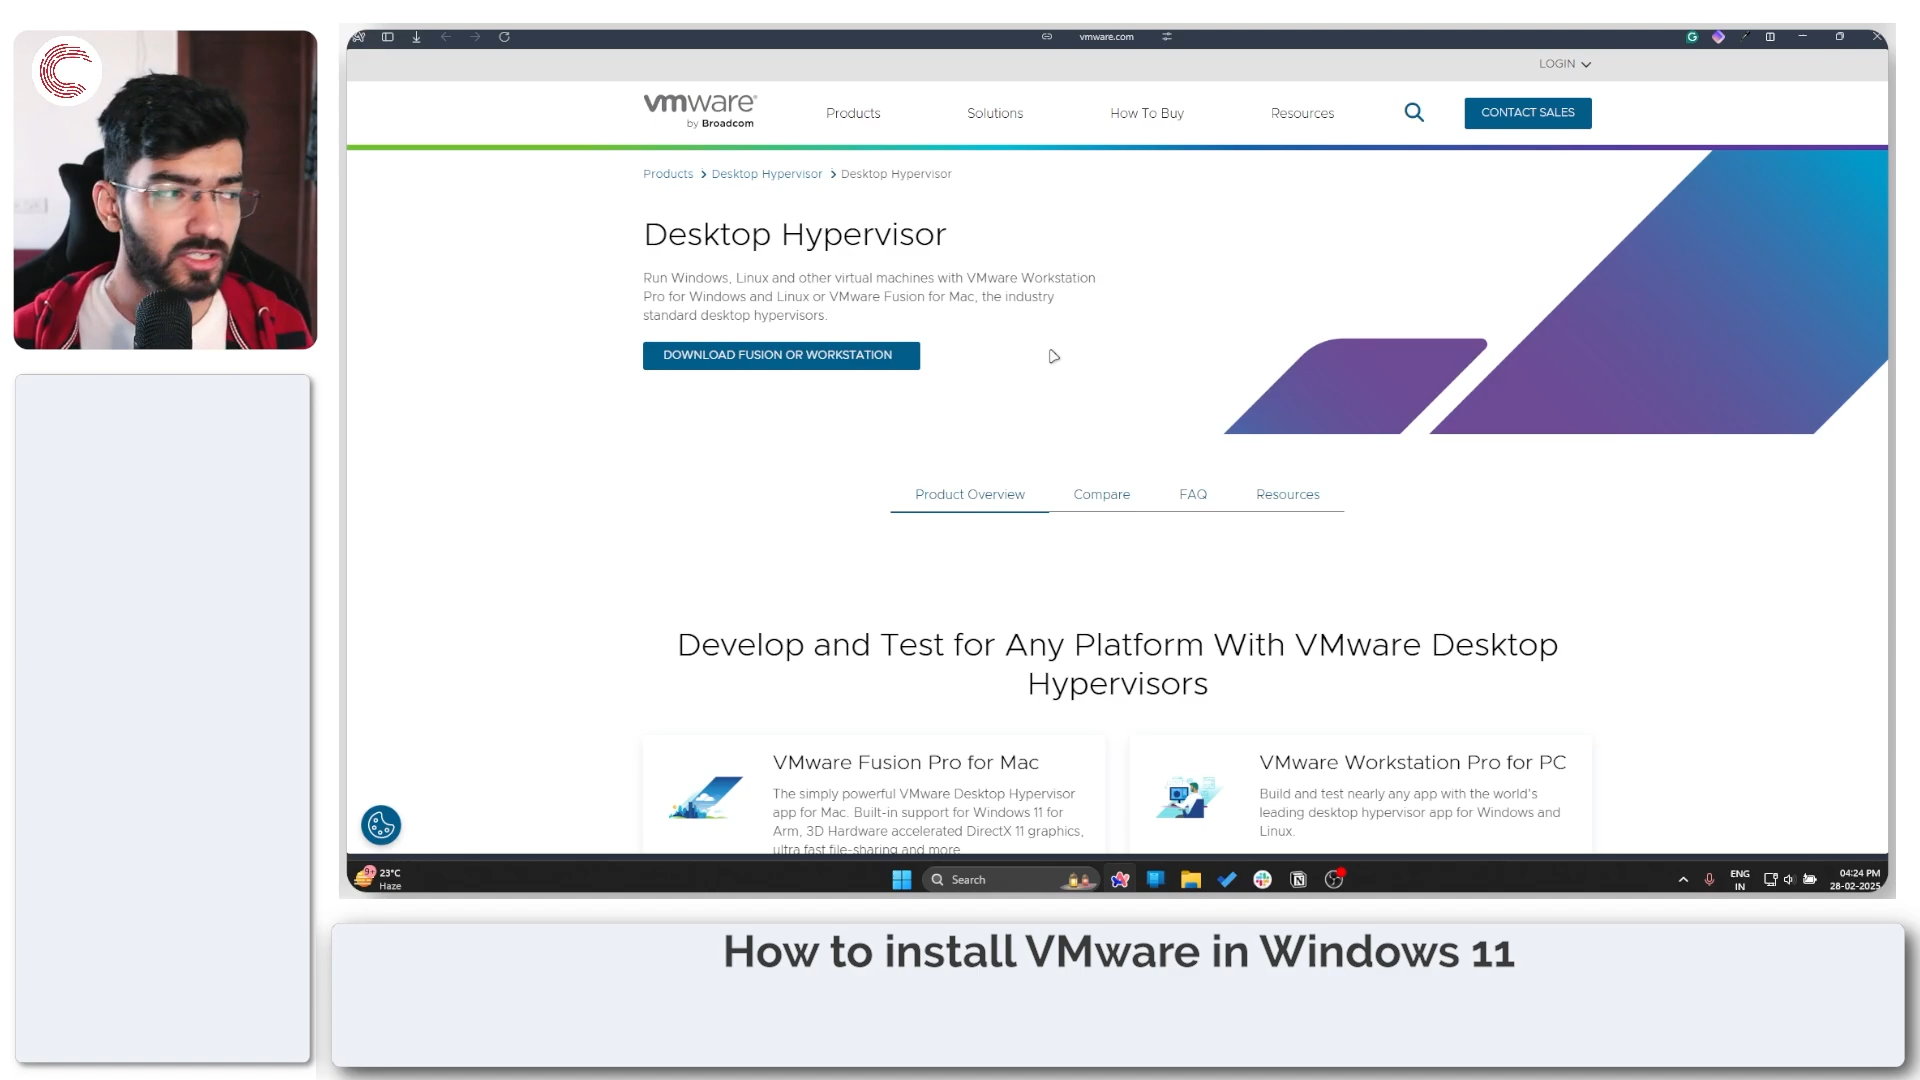 vmware.com
LOGIN
vmware®
by Broadcom
Products
Solutions
How To Buy
Resources
CONTACT SALES
Products
Desktop Hypervisor
Desktop Hypervisor
Desktop Hypervisor
Run Windows, Linux and other virtual machines with VMware Workstation
Pro for Windows and Linux or VMware Fusion for Mac, the industry
standard desktop hypervisors.
DOWNLOAD FUSION OR WORKSTATION
Product Overview
Compare
FAQ
Resources
Develop and Test for Any Platform With VMware Desktop
Hypervisors
VMware Fusion Pro for Mac
The simply powerful VMware Desktop Hypervisor
app for Mac. Built-in support for Windows 11 for
Arm, 3D Hardware accelerated DirectX 11 graphics,
ultra fast file-sharing and more.
VMware Workstation Pro for PC
Build and test nearly any app with the world's
leading desktop hypervisor app for Windows and
Linux.
9+
23°C
Haze
Search
ENG
IN
04:24 PM
28-02-2025
How to install VMware in Windows 11